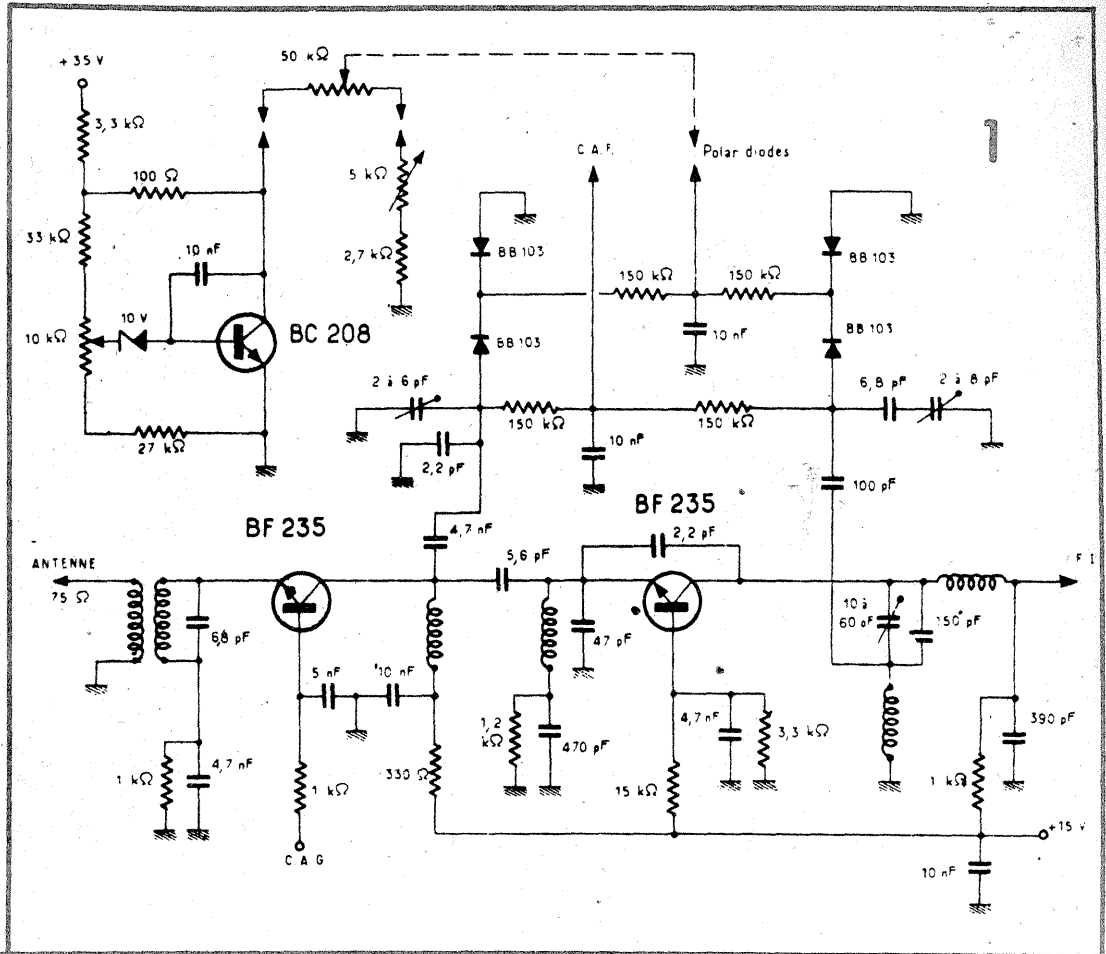 +35 V
50 kΩ
1
3,3 kΩ
C.A.F.
Polar diodes
100 Ω
5 kΩ
33 kΩ
10 nF
2,7 kΩ
BB 103
BB 103
150 kΩ
150 kΩ
10 V
10 kΩ
BC 208
BB 103
10 nF
BB 103
2 à 6 pF
6,8 pF
2 à 8 pF
150 kΩ
150 kΩ
27 kΩ
2,2 pF
10 nF
100 pF
BF 235
BF 235
4,7 nF
2,2 pF
ANTENNE
75 Ω
5,6 pF
F I
10 à
60 pF
150 pF
68 pF
47 pF
5 nF
10 nF
1,2
kΩ
470 pF
4,7 nF
3,3 kΩ
390 pF
1 kΩ
4,7 nF
1 kΩ
330 Ω
15 kΩ
1 kΩ
+15 V
C A G
10 nF